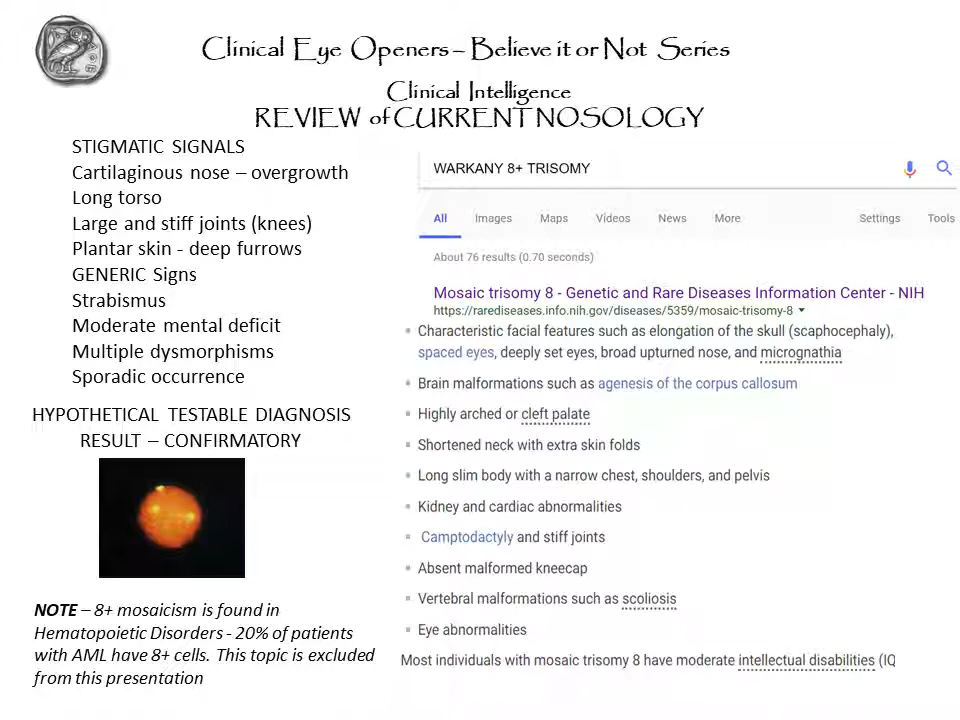 Clinical Eye Openers – Believe it or Not Series
Clinical Intelligence
REVIEW of CURRENT NOSOLOGY
STIGMATIC SIGNALS
Cartilaginous nose – overgrowth
Long torso
Large and stiff joints (knees)
Plantar skin - deep furrows
GENERIC Signs
Strabismus
Moderate mental deficit
Multiple dysmorphisms
Sporadic occurrence
HYPOTHETICAL TESTABLE DIAGNOSIS
RESULT – CONFIRMATORY
NOTE – 8+ mosaicism is found in
Hematopoietic Disorders - 20% of patients
with AML have 8+ cells. This topic is excluded
from this presentation
WARKANY 8+ TRISOMY
All Images Maps Videos News More Settings Tools
About 76 results (0.70 seconds)
Mosaic trisomy 8 - Genetic and Rare Diseases Information Center - NIH
https://rarediseases.info.nih.gov/diseases/5359/mosaic-trisomy-8
Characteristic facial features such as elongation of the skull (scaphocephaly),
spaced eyes, deeply set eyes, broad upturned nose, and micrognathia
Brain malformations such as agenesis of the corpus callosum
Highly arched or cleft palate
Shortened neck with extra skin folds
Long slim body with a narrow chest, shoulders, and pelvis
Kidney and cardiac abnormalities
Camptodactyly and stiff joints
Absent malformed kneecap
Vertebral malformations such as scoliosis
Eye abnormalities
Most individuals with mosaic trisomy 8 have moderate intellectual disabilities (IQ